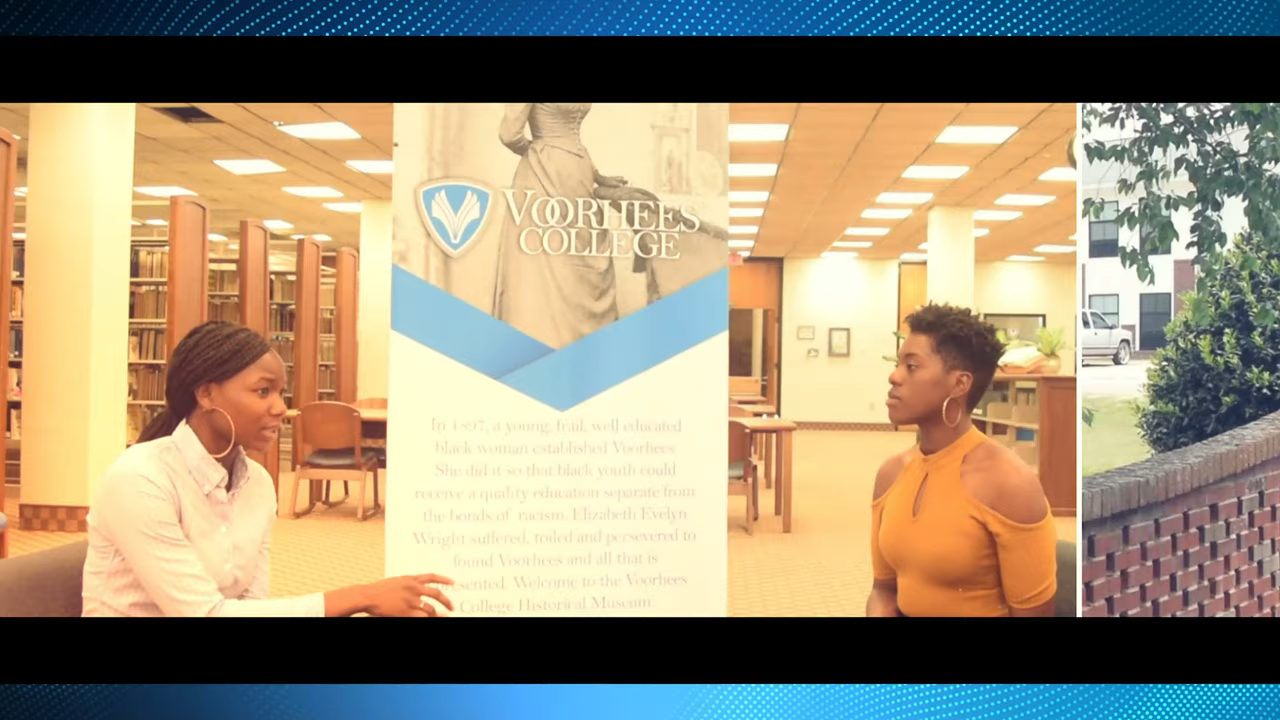 VOORHEES
COLLEGE
In 1897, a young, frail, well educated
black woman established Voorhees
She did it so that black youth could
receive a quality education separate from
the bonds of racism. Elizabeth Evelyn
Wright suffered, toiled and persevered to
found Voorhees and all that is
Welcome to the Voorhees
College Historical Museum